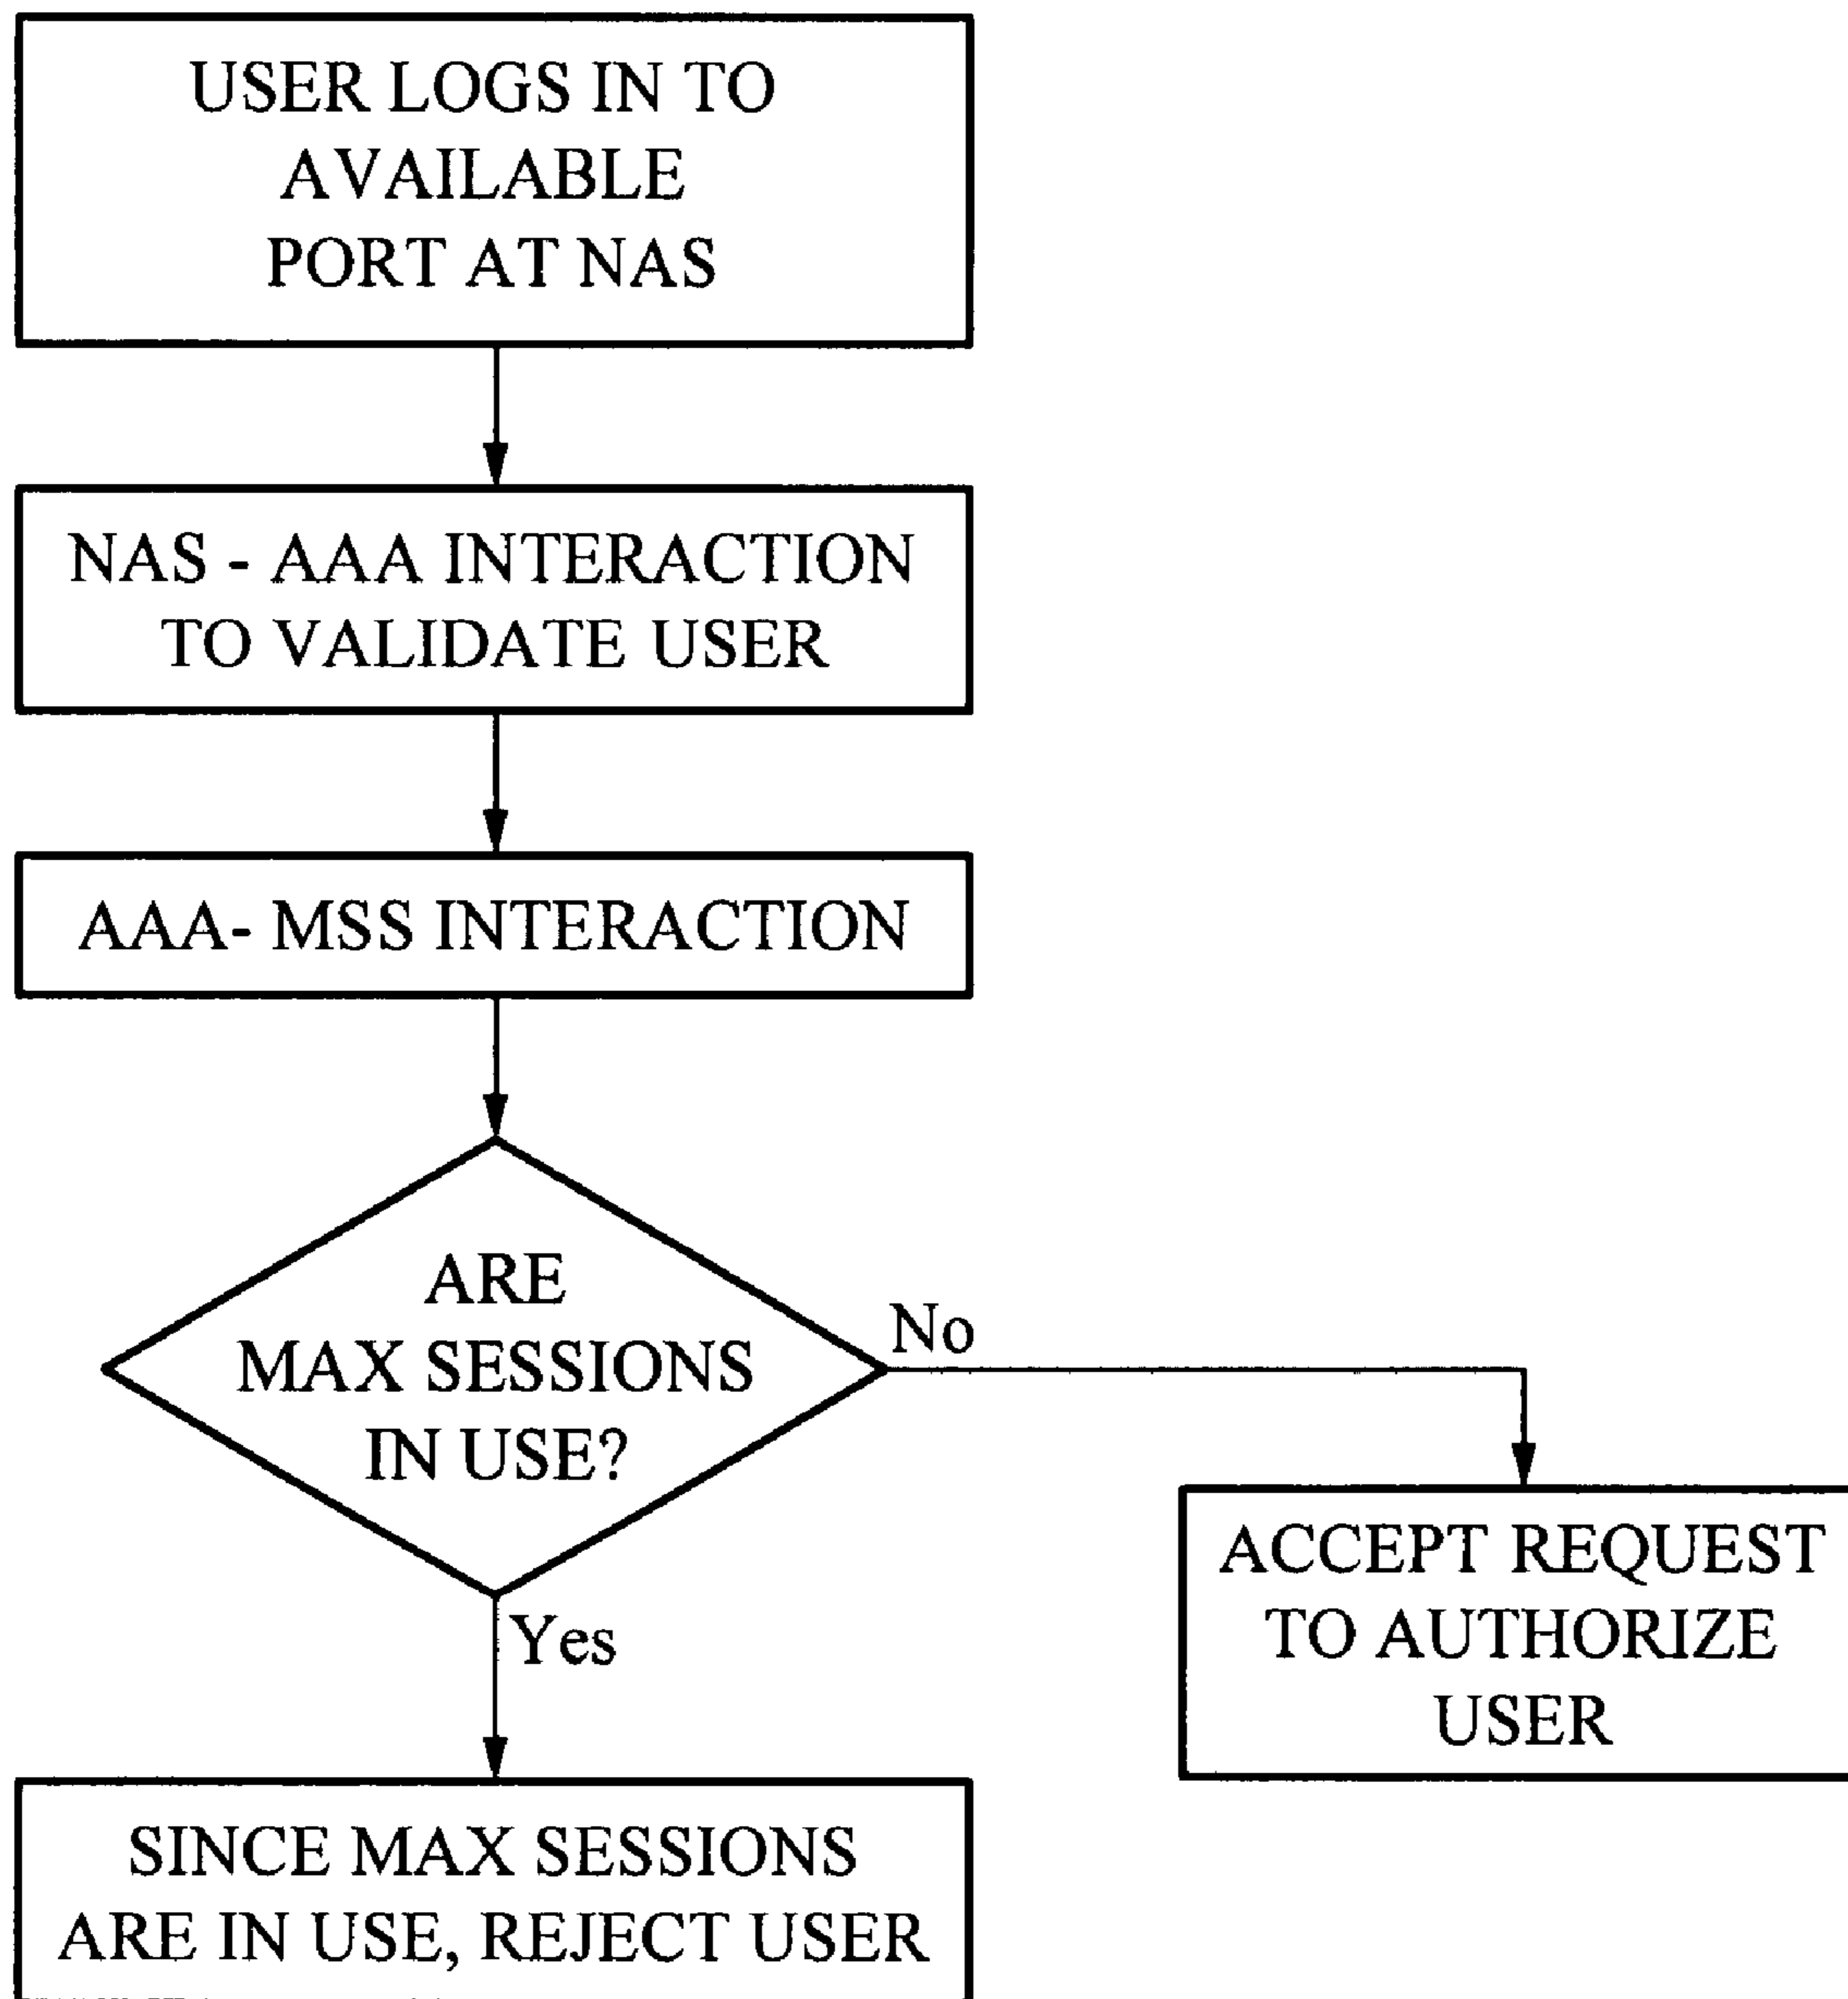 USER LOGS IN TO
AVAILABLE
PORT AT NAS
NAS - AAA INTERACTION
TO VALIDATE USER
AAA- MSS INTERACTION
ARE
MAX SESSIONS
IN USE?
No
Yes
ACCEPT REQUEST
TO AUTHORIZE
USER
SINCE MAX SESSIONS
ARE IN USE, REJECT USER